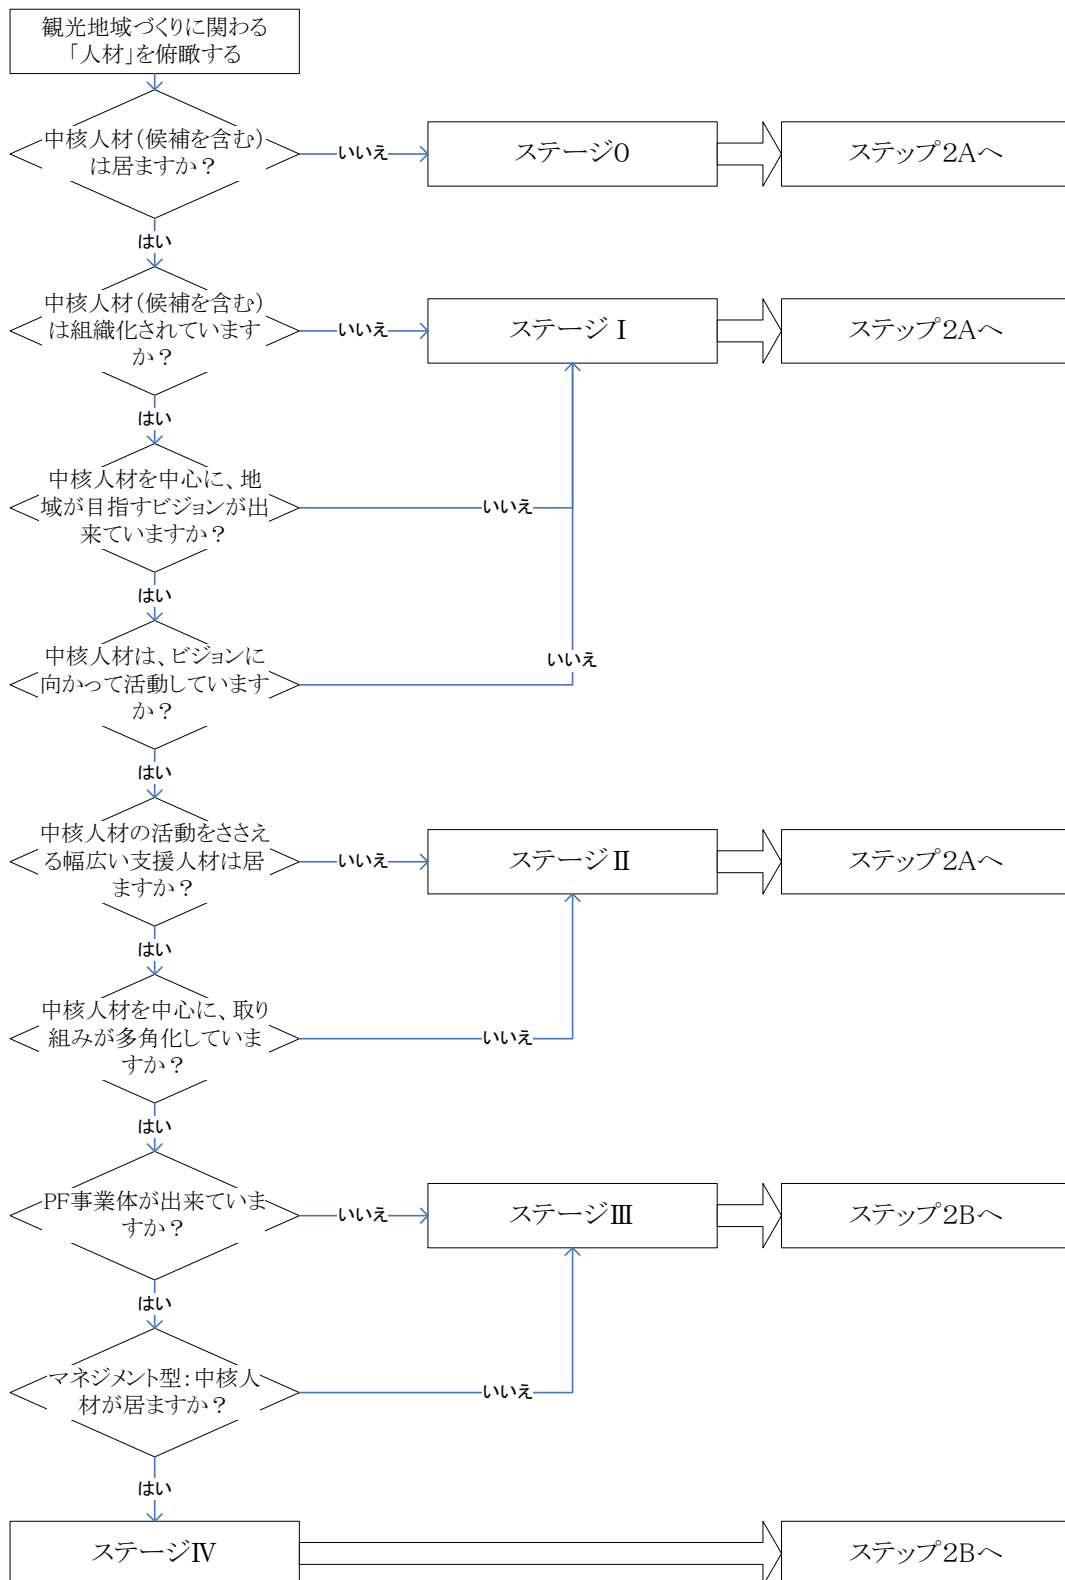 観光地域づくりに関わる
「人材」を俯瞰する
中核人材（候補を含む）
は居ますか？
いいえ
ステージ0
ステップ2Aへ
はい
中核人材（候補を含む）
は組織化されています
か？
いいえ
ステージⅠ
ステップ2Aへ
はい
中核人材を中心に、地
域が目指すビジョンが出
来ていますか？
いいえ
はい
中核人材は、ビジョンに
向かって活動しています
か？
いいえ
はい
中核人材の活動をささえ
る幅広い支援人材は居
ますか？
いいえ
ステージⅡ
ステップ2Aへ
はい
中核人材を中心に、取り
組みが多角化していま
すか？
いいえ
はい
PF事業体が出来ていま
すか？
いいえ
ステージⅢ
ステップ2Bへ
はい
マネジメント型：中核人
材が居ますか？
いいえ
はい
ステージⅣ
ステップ2Bへ